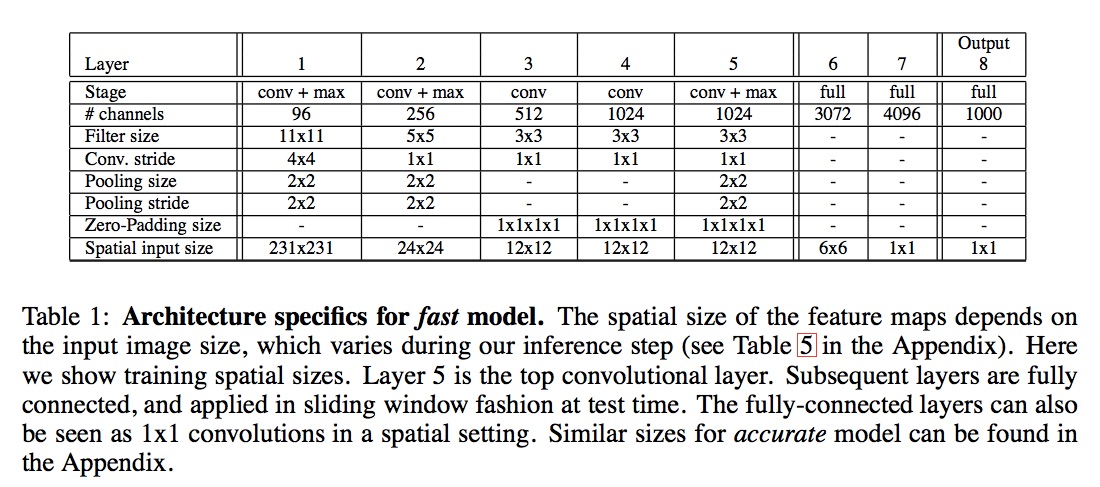 Output
Layer 1 2 3 4 5 6 7 8
Stage conv + max conv + max conv conv conv + max full full full
# channels 96 256 512 1024 1024 3072 4096 1000
Filter size 11x11 5x5 3x3 3x3 3x3 - - -
Conv. stride 4x4 1x1 1x1 1x1 1x1 - - -
Pooling size 2x2 2x2 - - 2x2 - - -
Pooling stride 2x2 2x2 - - 2x2 - - -
Zero-Padding size - - 1x1x1x1 1x1x1x1 1x1x1x1 - - -
Spatial input size 231x231 24x24 12x12 12x12 12x12 6x6 1x1 1x1
Table 1: Architecture specifics for fast model. The spatial size of the feature maps depends on
the input image size, which varies during our inference step (see Table 5 in the Appendix). Here
we show training spatial sizes. Layer 5 is the top convolutional layer. Subsequent layers are fully
connected, and applied in sliding window fashion at test time. The fully-connected layers can also
be seen as 1x1 convolutions in a spatial setting. Similar sizes for accurate model can be found in
the Appendix.